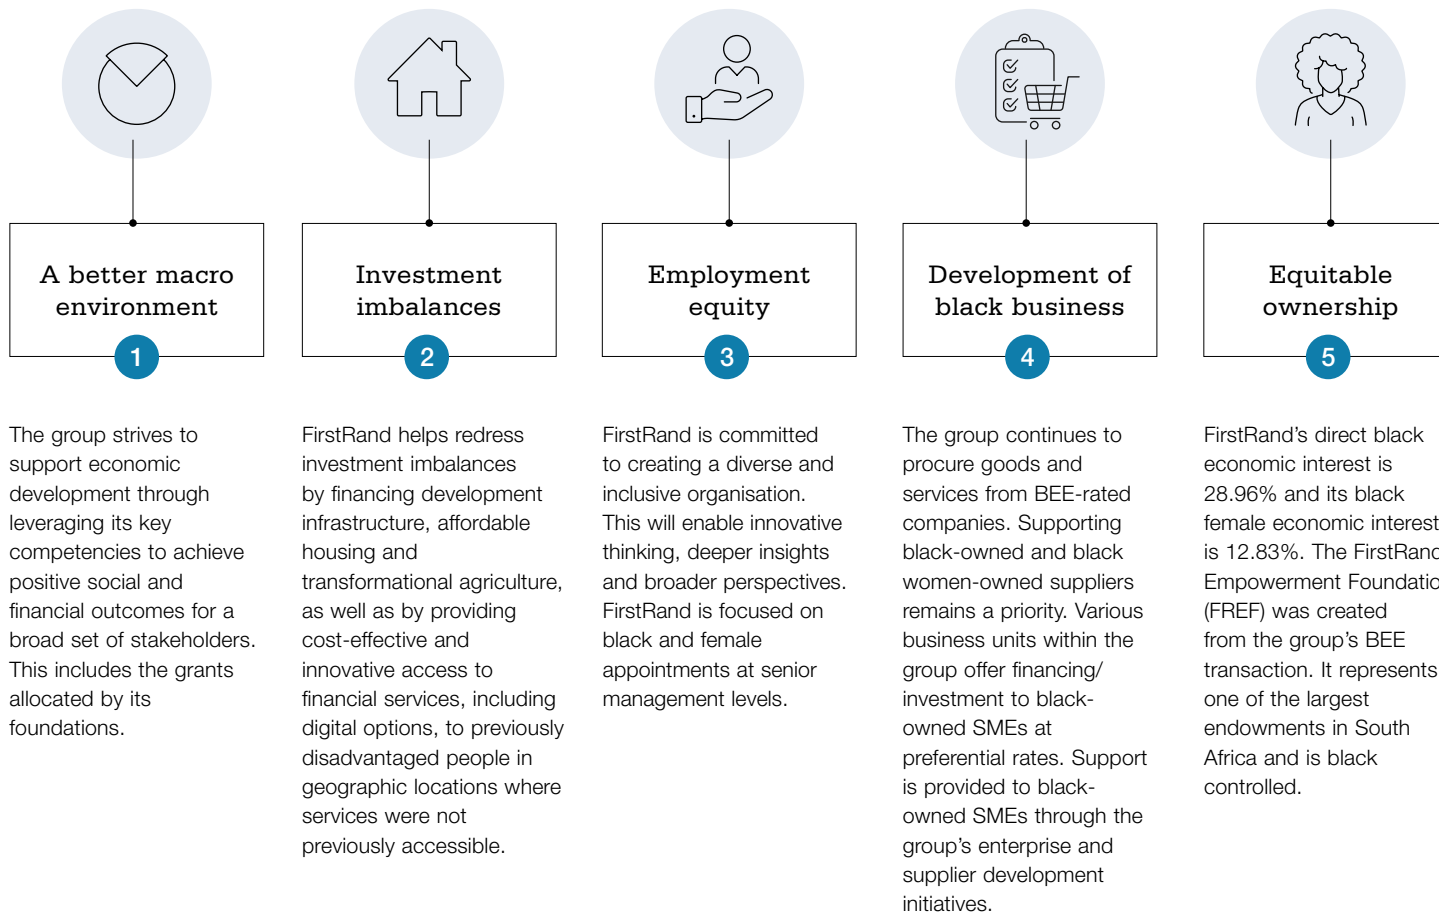 A better macro
environment
1
The group strives to
support economic
development through
leveraging its key
competencies to achieve
positive social and
financial outcomes for a
broad set of stakeholders.
This includes the grants
allocated by its
foundations.
Investment
imbalances
2
FirstRand helps redress
investment imbalances
by financing development
infrastructure, affordable
housing and
transformational agriculture,
as well as by providing
cost-effective and
innovative access to
financial services, including
digital options, to previously
disadvantaged people in
geographic locations where
services were not
previously accessible.
Employment
equity
3
FirstRand is committed
to creating a diverse and
inclusive organisation.
This will enable innovative
thinking, deeper insights
and broader perspectives.
FirstRand is focused on
black and female
appointments at senior
management levels.
Development of
black business
4
The group continues to
procure goods and
services from BEE-rated
companies. Supporting
black-owned and black
women-owned suppliers
remains a priority. Various
business units within the
group offer financing/
investment to black-
owned SMEs at
preferential rates. Support
is provided to black-
owned SMEs through the
group's enterprise and
supplier development
initiatives.
Equitable
ownership
5
FirstRand's direct black
economic interest is
28.96% and its black
female economic interest
is 12.83%. The FirstRand
Empowerment Foundatio
(FREF) was created
from the group's BEE
transaction. It represents
one of the largest
endowments in South
Africa and is black
controlled.